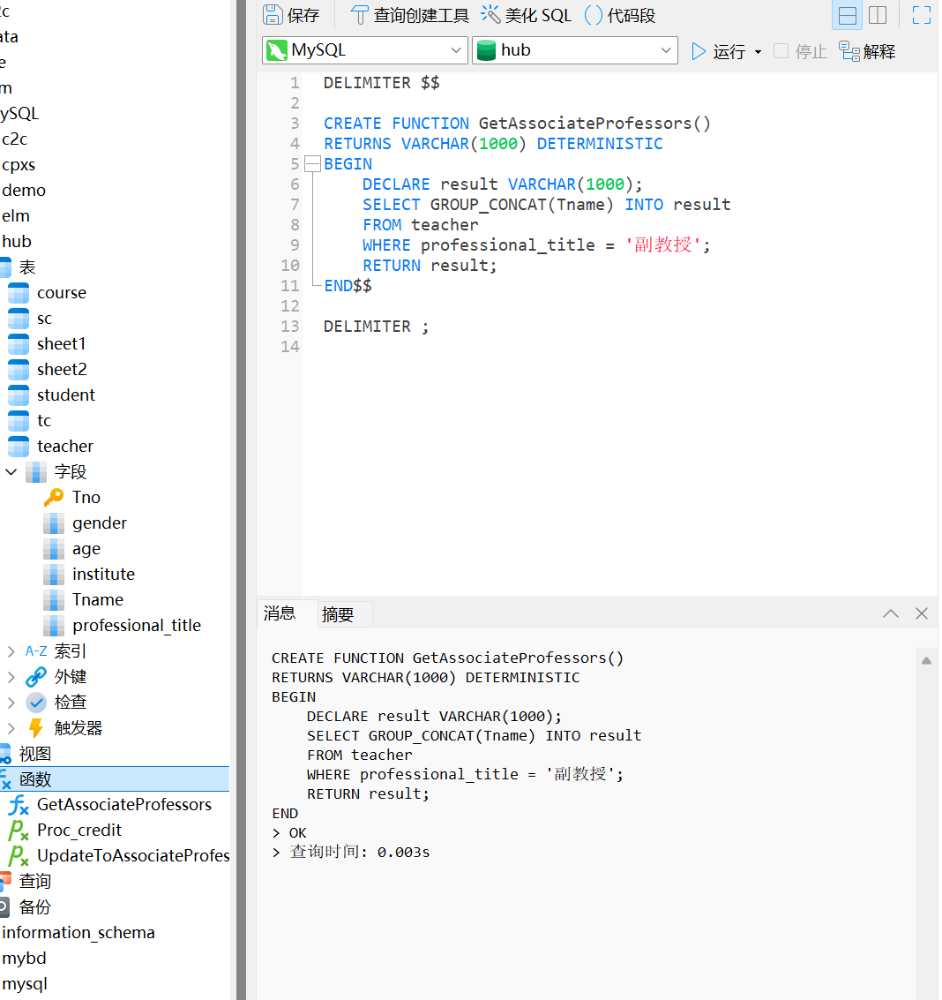 2c
ata
e
m
ySQL
c2c
cpxs
demo
elm
hub
表
course
sc
sheet1
sheet2
student
tc
teacher
字段
Tno
gender
age
institute
Tname
professional_title
A-Z 索引
外键
检查
触发器
视图
函数
GetAssociateProfessors
Proc_credit
UpdateToAssociateProfes
查询
备份
information_schema
mybd
mysql
保存 查询创建工具 美化 SQL () 代码段
MySQL hub 运行 停止 解释
1 DELIMITER $$
2
3 CREATE FUNCTION GetAssociateProfessors()
4 RETURNS VARCHAR(1000) DETERMINISTIC
5 BEGIN
6 DECLARE result VARCHAR(1000);
7 SELECT GROUP_CONCAT(Tname) INTO result
8 FROM teacher
9 WHERE professional_title = '副教授';
10 RETURN result;
11 END$$
12
13 DELIMITER ;
14
消息 摘要
CREATE FUNCTION GetAssociateProfessors()
RETURNS VARCHAR(1000) DETERMINISTIC
BEGIN
DECLARE result VARCHAR(1000);
SELECT GROUP_CONCAT(Tname) INTO result
FROM teacher
WHERE professional_title = '副教授';
RETURN result;
END
> OK
> 查询时间: 0.003s